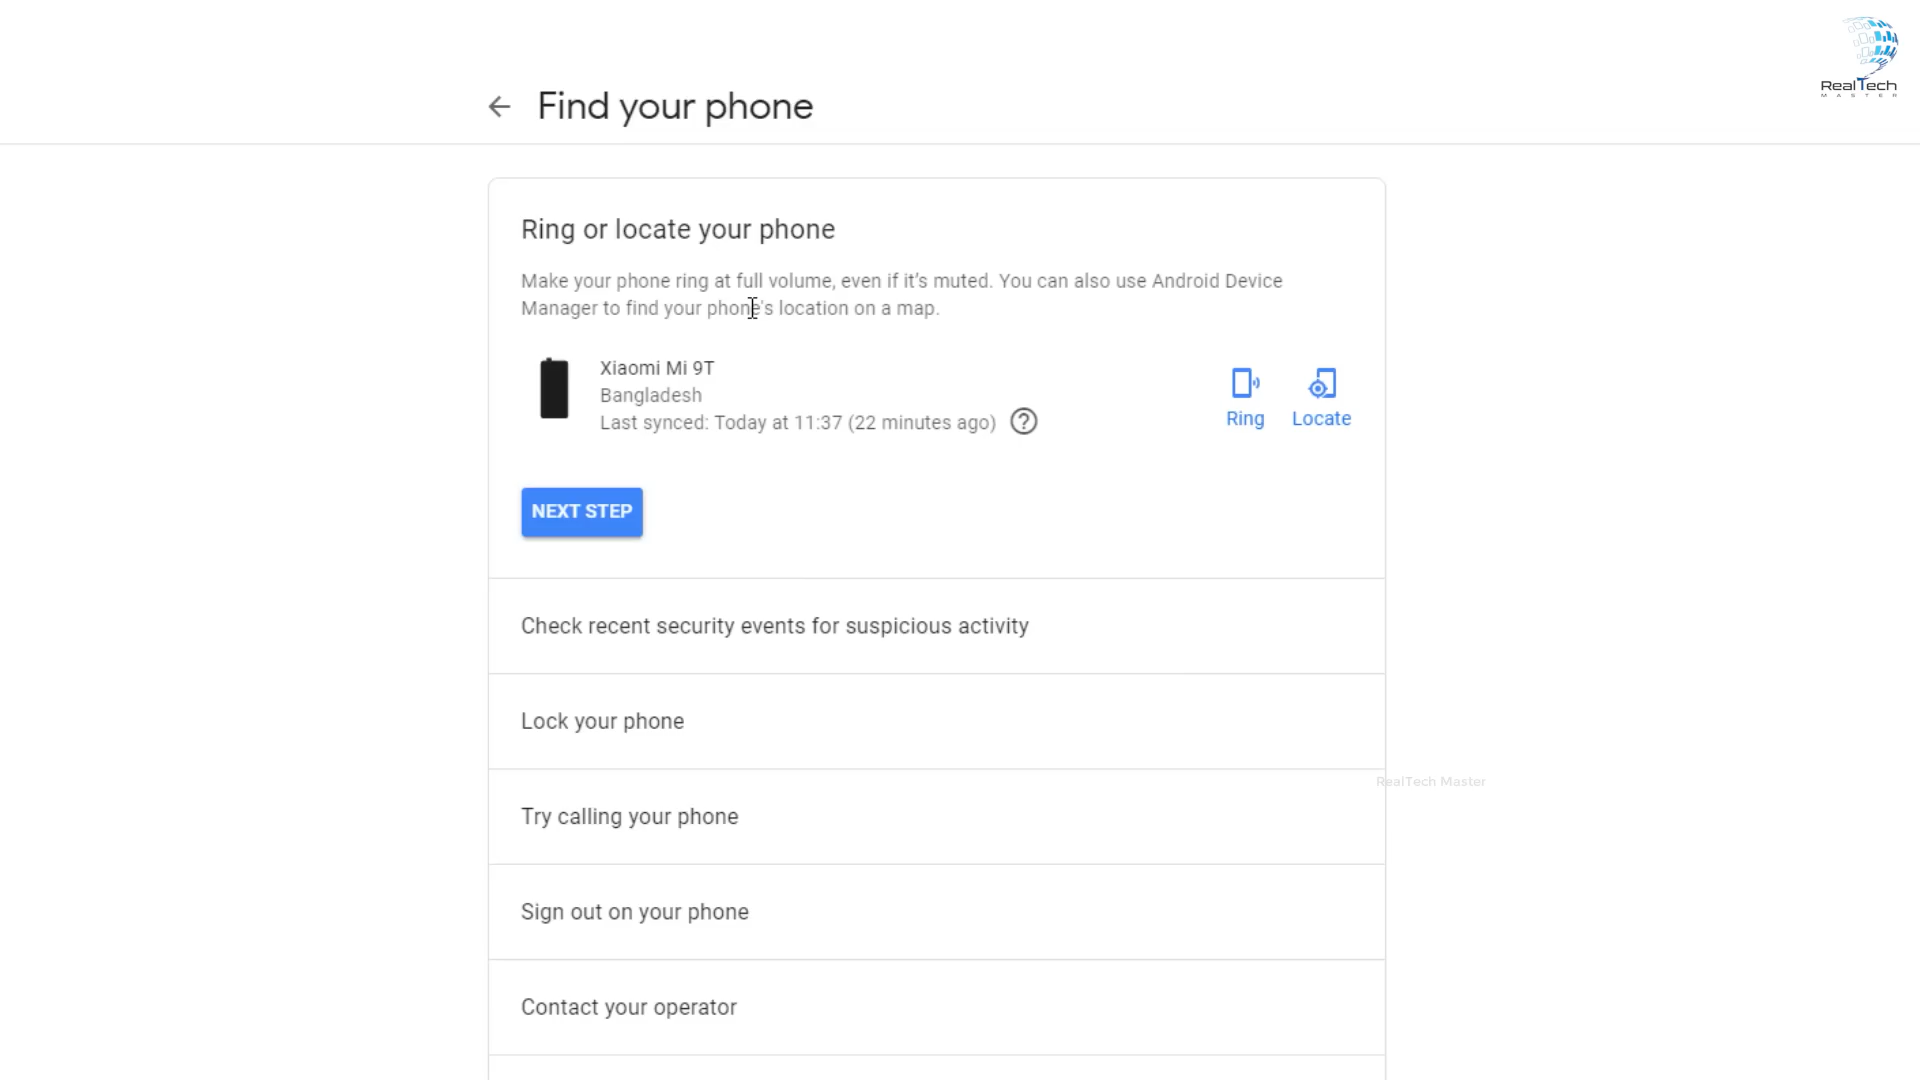 RealTech
MASTER
Find your phone
Ring or locate your phone
Make your phone ring at full volume, even if it’s muted. You can also use Android Device
Manager to find your phone's location on a map.
Xiaomi Mi 9T
Bangladesh
Last synced: Today at 11:37 (22 minutes ago)
Ring
Locate
NEXT STEP
Check recent security events for suspicious activity
Lock your phone
RealTech Master
Try calling your phone
Sign out on your phone
Contact your operator